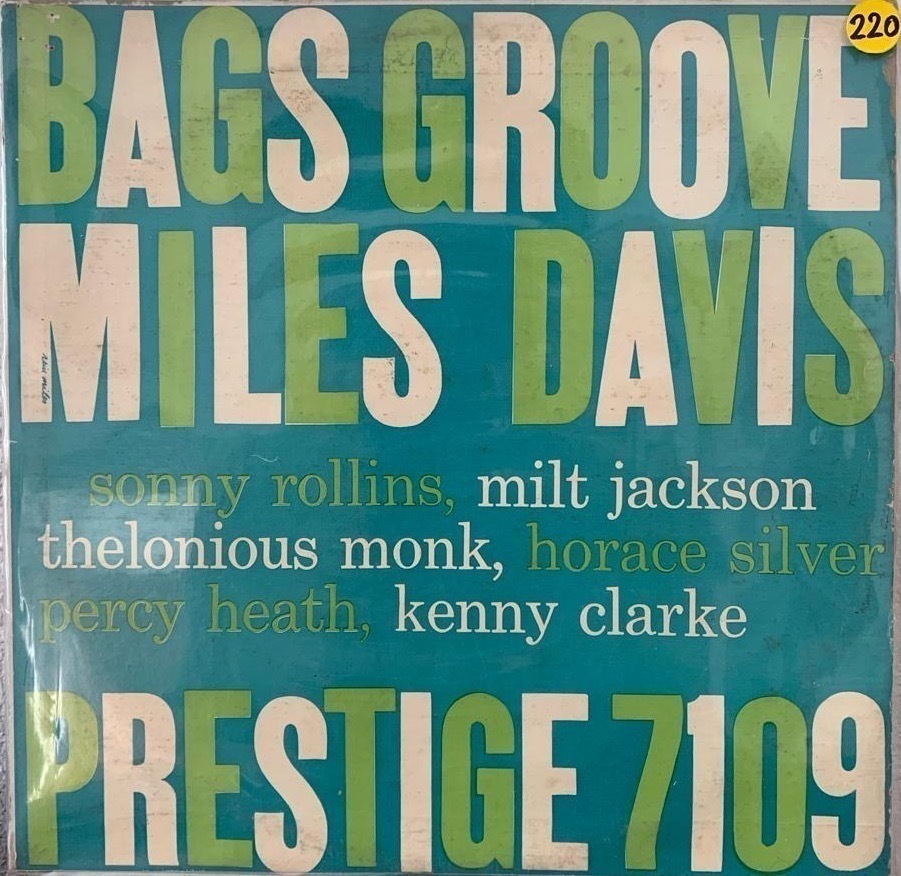 220
BAGS GROOVE
MILES DAVIS
sonny rollins, milt jackson
thelonious monk, horace silver
percy heath, kenny clarke
PRESTIGE 7109